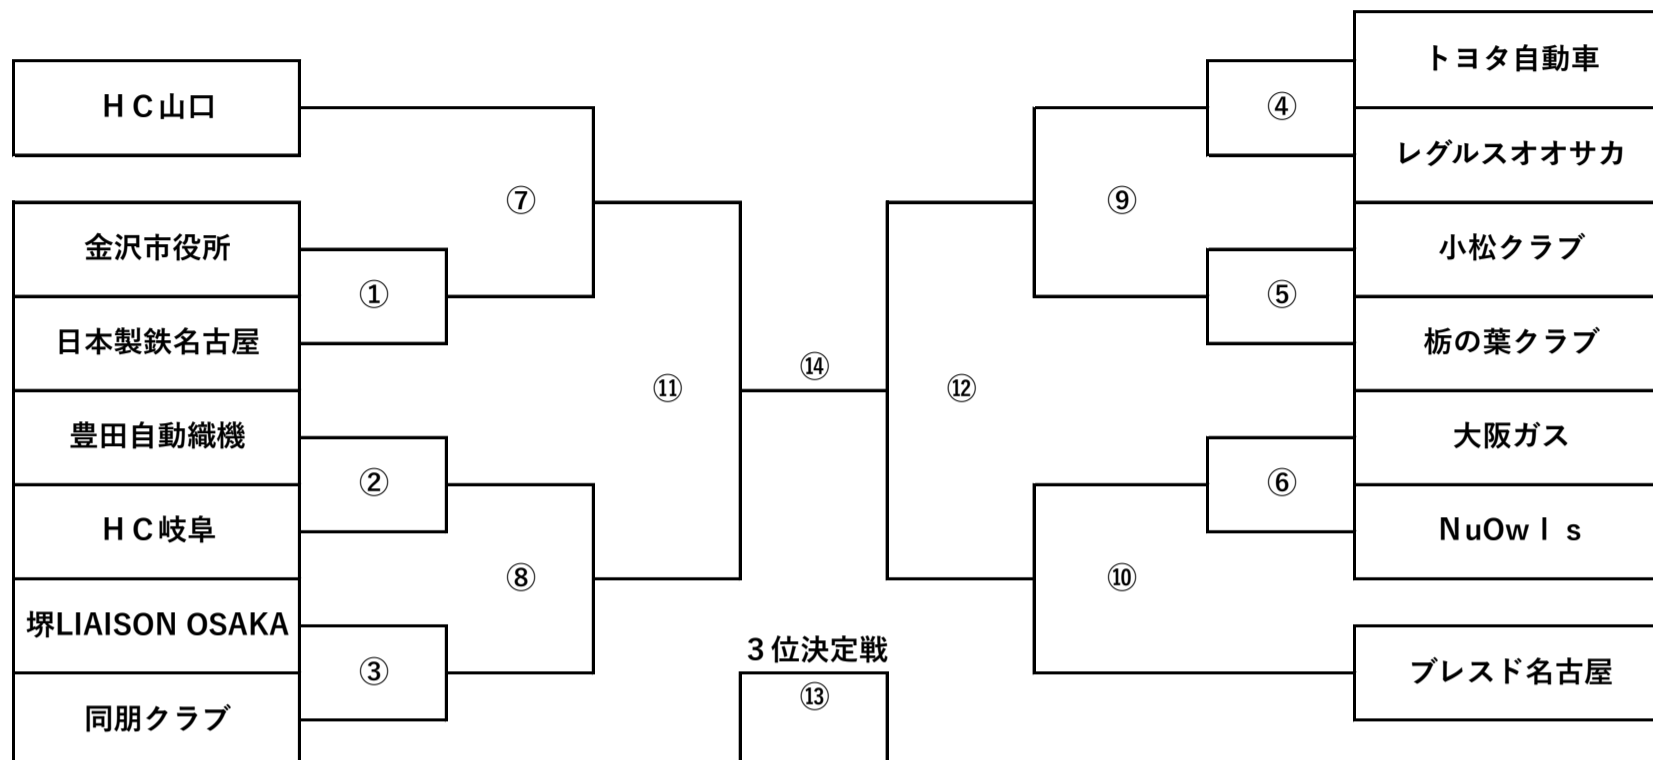 ＨＣ山口
金沢市役所
日本製鉄名古屋
豊田自動織機
ＨＣ岐阜
堺LIAISON OSAKA
同朋クラブ
①
②
③
⑦
⑧
⑪
⑭
３位決定戦
⑬
⑫
⑨
⑩
④
⑤
⑥
トヨタ自動車
レグルスオオサカ
小松クラブ
栃の葉クラブ
大阪ガス
ＮuOwｌｓ
ブレスド名古屋